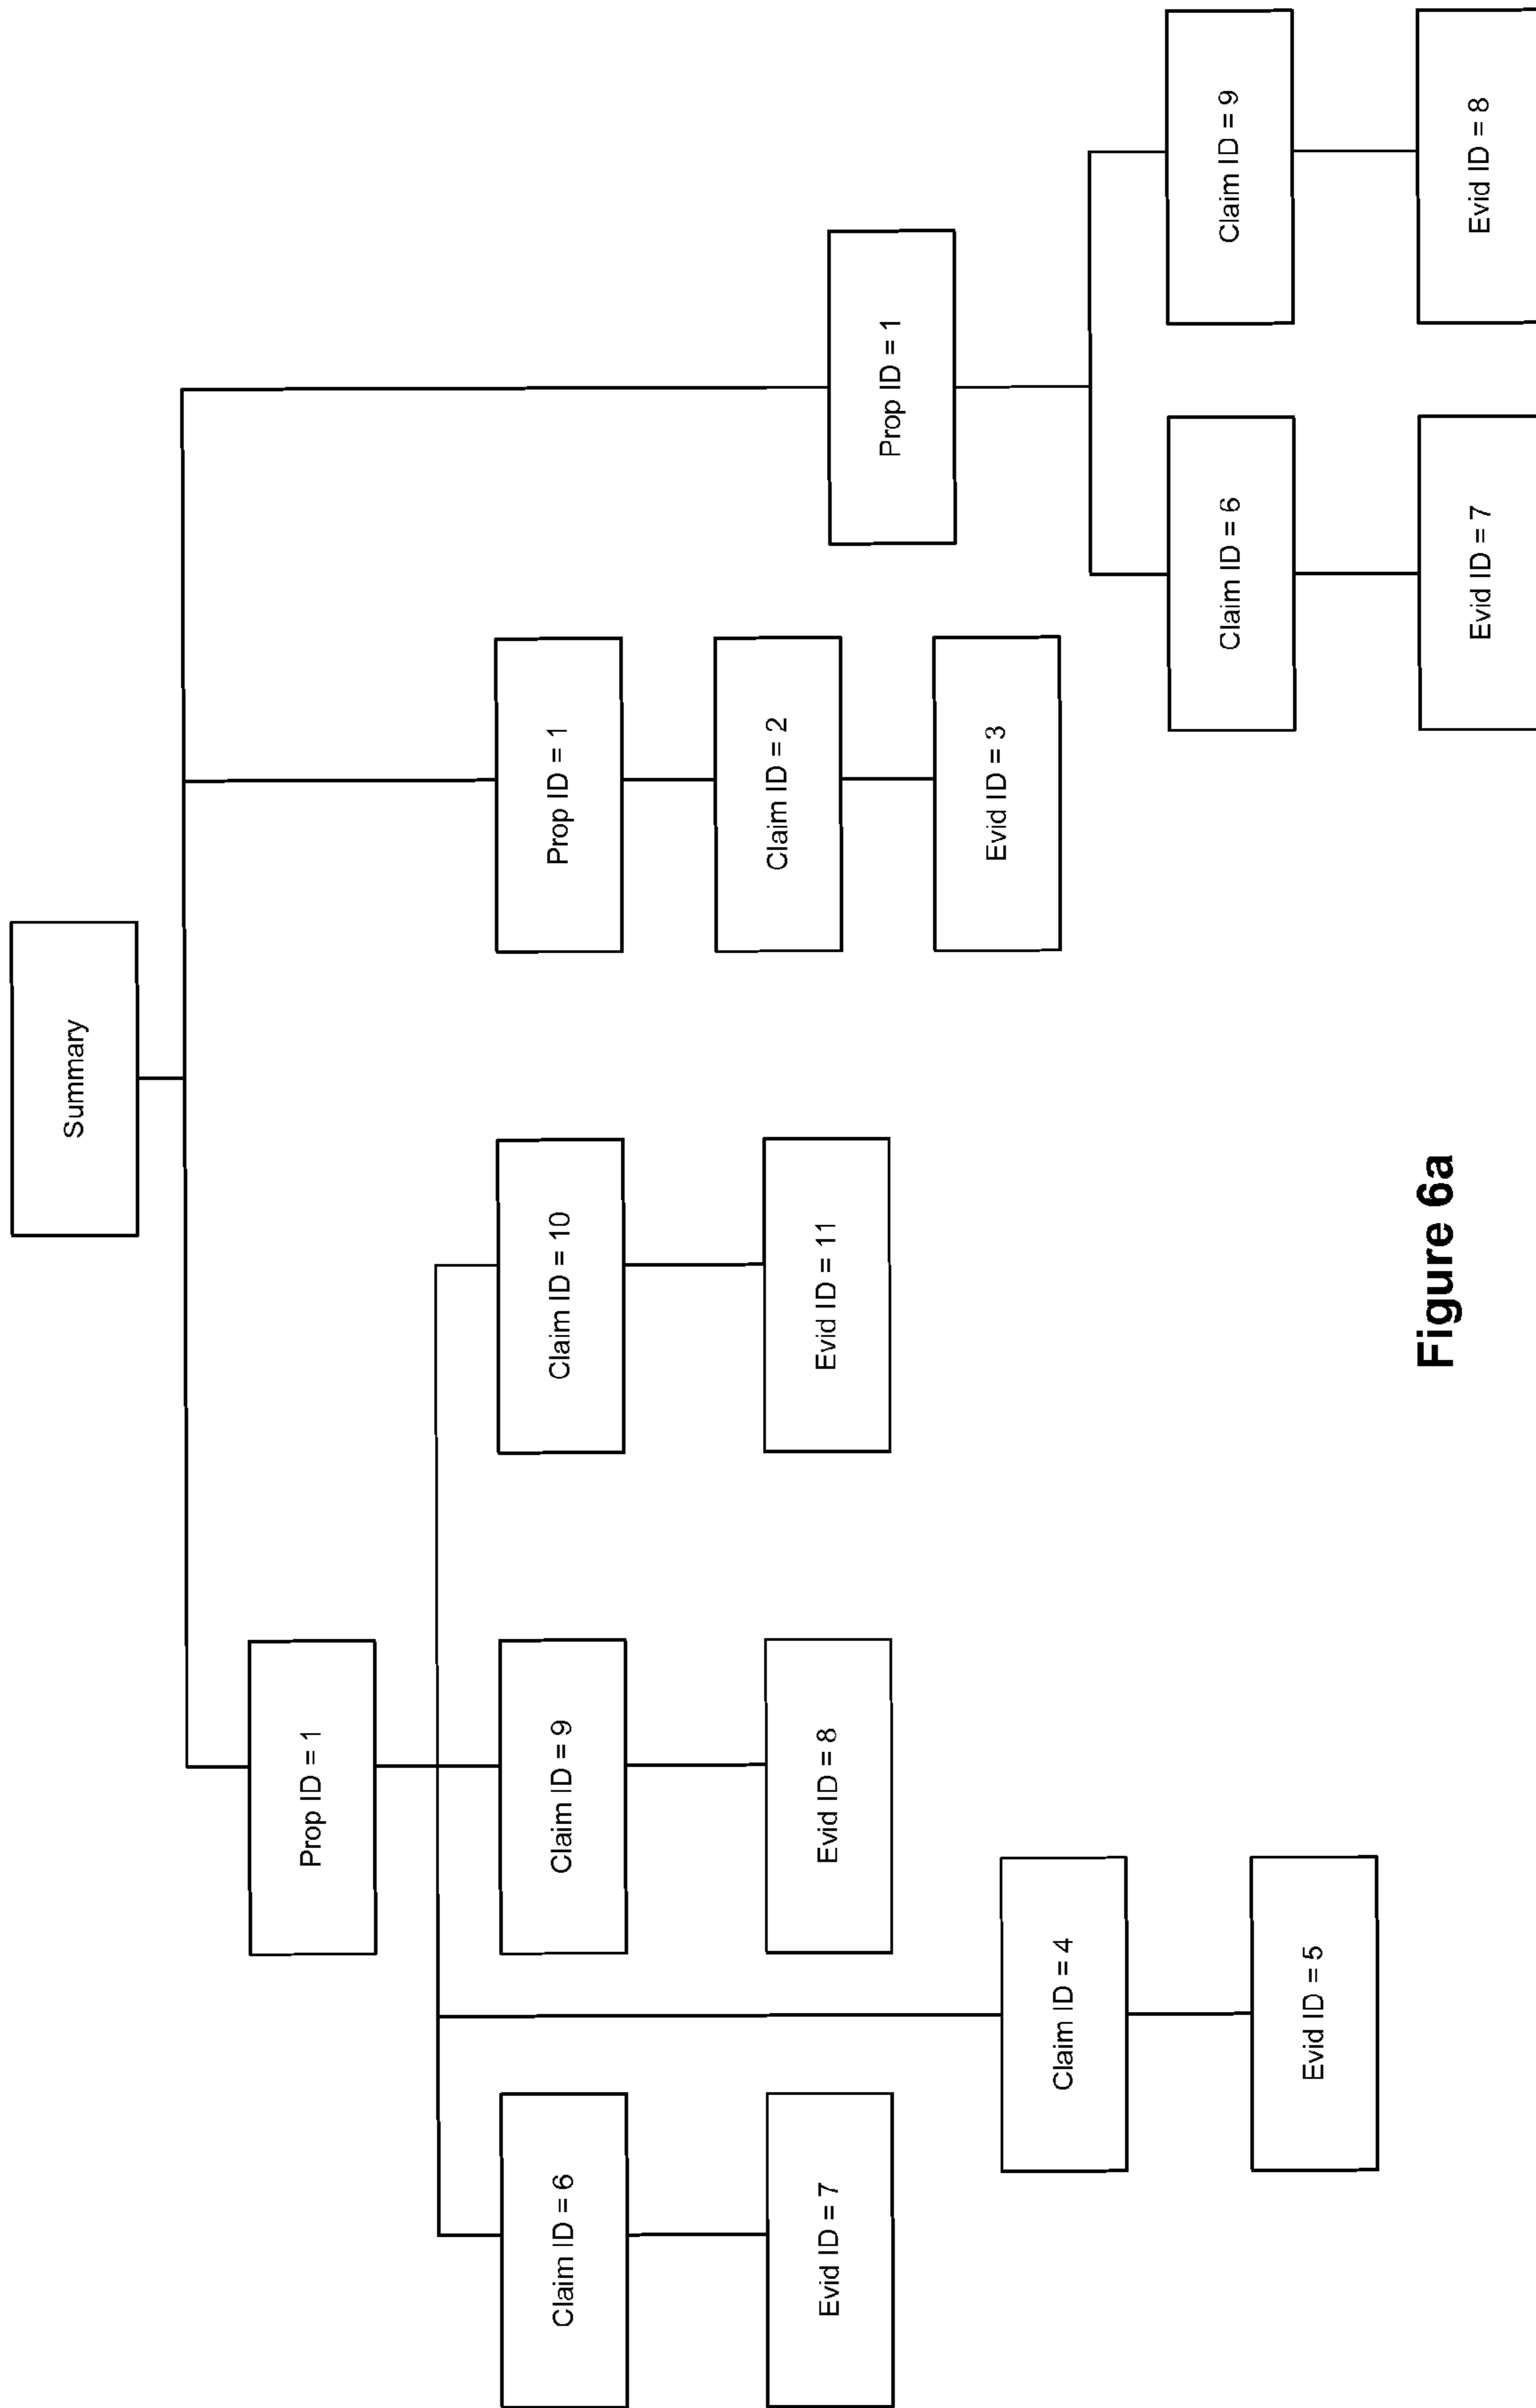 Summary
Prop ID = 1
Claim ID = 6
Evid ID = 7
Claim ID = 4
Evid ID = 5
Claim ID = 9
Evid ID = 8
Claim ID = 10
Evid ID = 11
Prop ID = 1
Claim ID = 2
Evid ID = 3
Prop ID = 1
Claim ID = 6
Evid ID = 7
Claim ID = 9
Evid ID = 8
Figure 6a